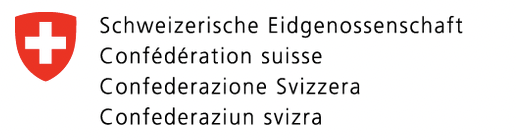 Schweizerische Eidgenossenschaft
Confédération suisse
Confederazione Svizzera
Confederaziun svizra